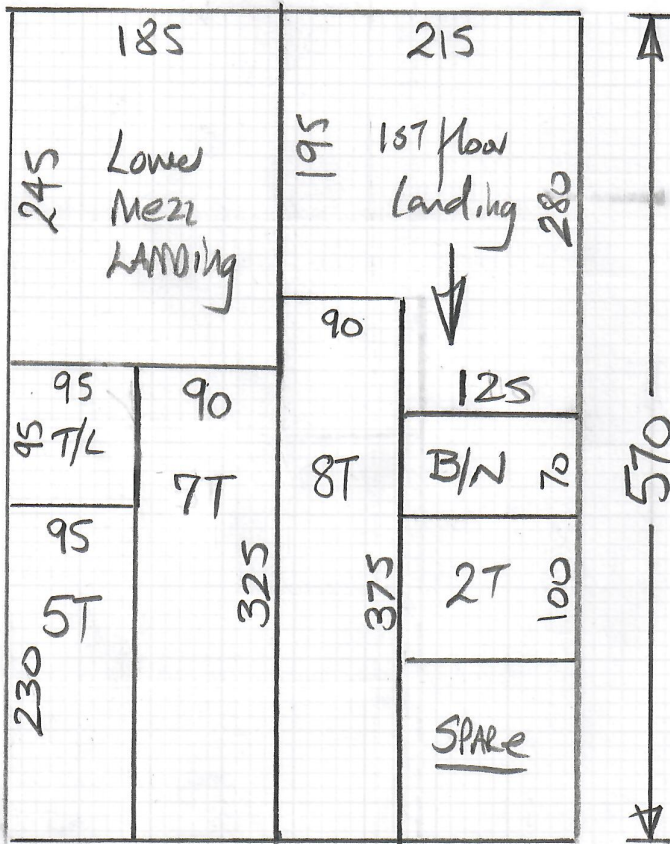 185
245
Lower
Mezz
LANDing
215
195
1ST floor
Landing
280
570
90
125
95
95
T/L
90
7T
8T
B/N
70
95
5T
230
325
375
2T
100
SPARe